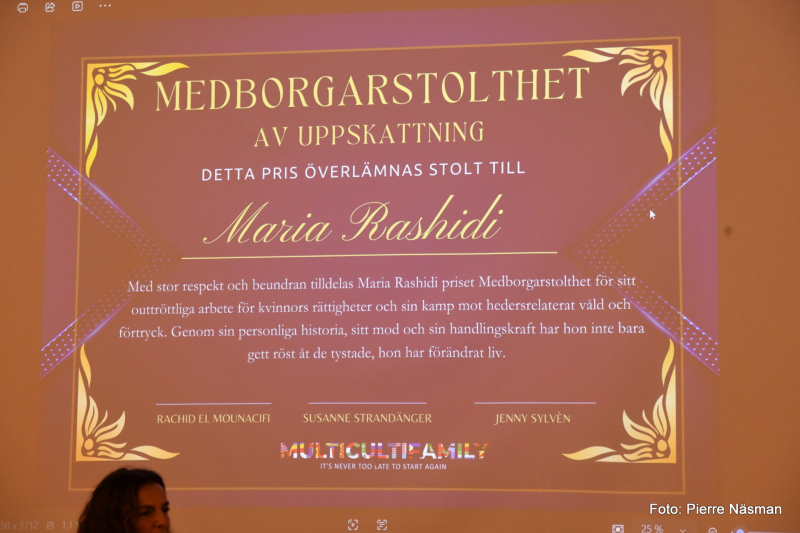 MEDBORGARSTOLTHET
AV UPPSKATTNING
DETTA PRIS ÖVERLÄMNAS STOLT TILL
Maria Rashidi
Med stor respekt och beundran tilldelas Maria Rashidi priset Medborgarstolthet för sitt
outtröttliga arbete för kvinnors rättigheter och sin kamp mot hedersrelaterat våld och
förtryck. Genom sin personliga historia, sitt mod och sin handlingskraft har hon inte bara
gett röst åt de tystade, hon har förändrat liv.
RACHID EL MOUNACIFI SUSANNE STRANDÄNGER JENNY SYLVÈN
MULTICULTIFAMILY
IT'S NEVER TOO LATE TO START AGAIN
Foto: Pierre Näsman
x 3712 25 %